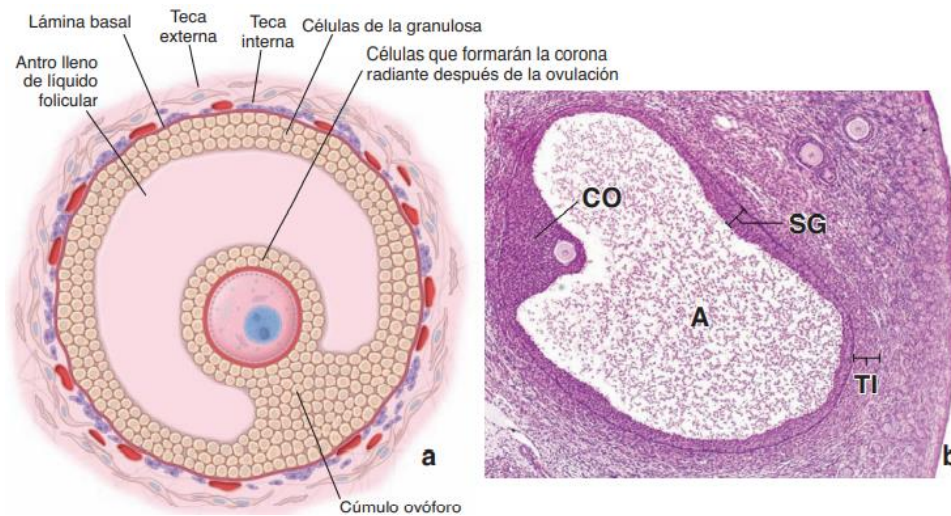 Lámina basal
Teca
externa
Teca
interna
Células de la granulosa
Antro lleno
de líquido
folicular
Células que formarán la corona
radiante después de la ovulación
CO
SG
A
TI
a
b
Cúmulo ovóforo